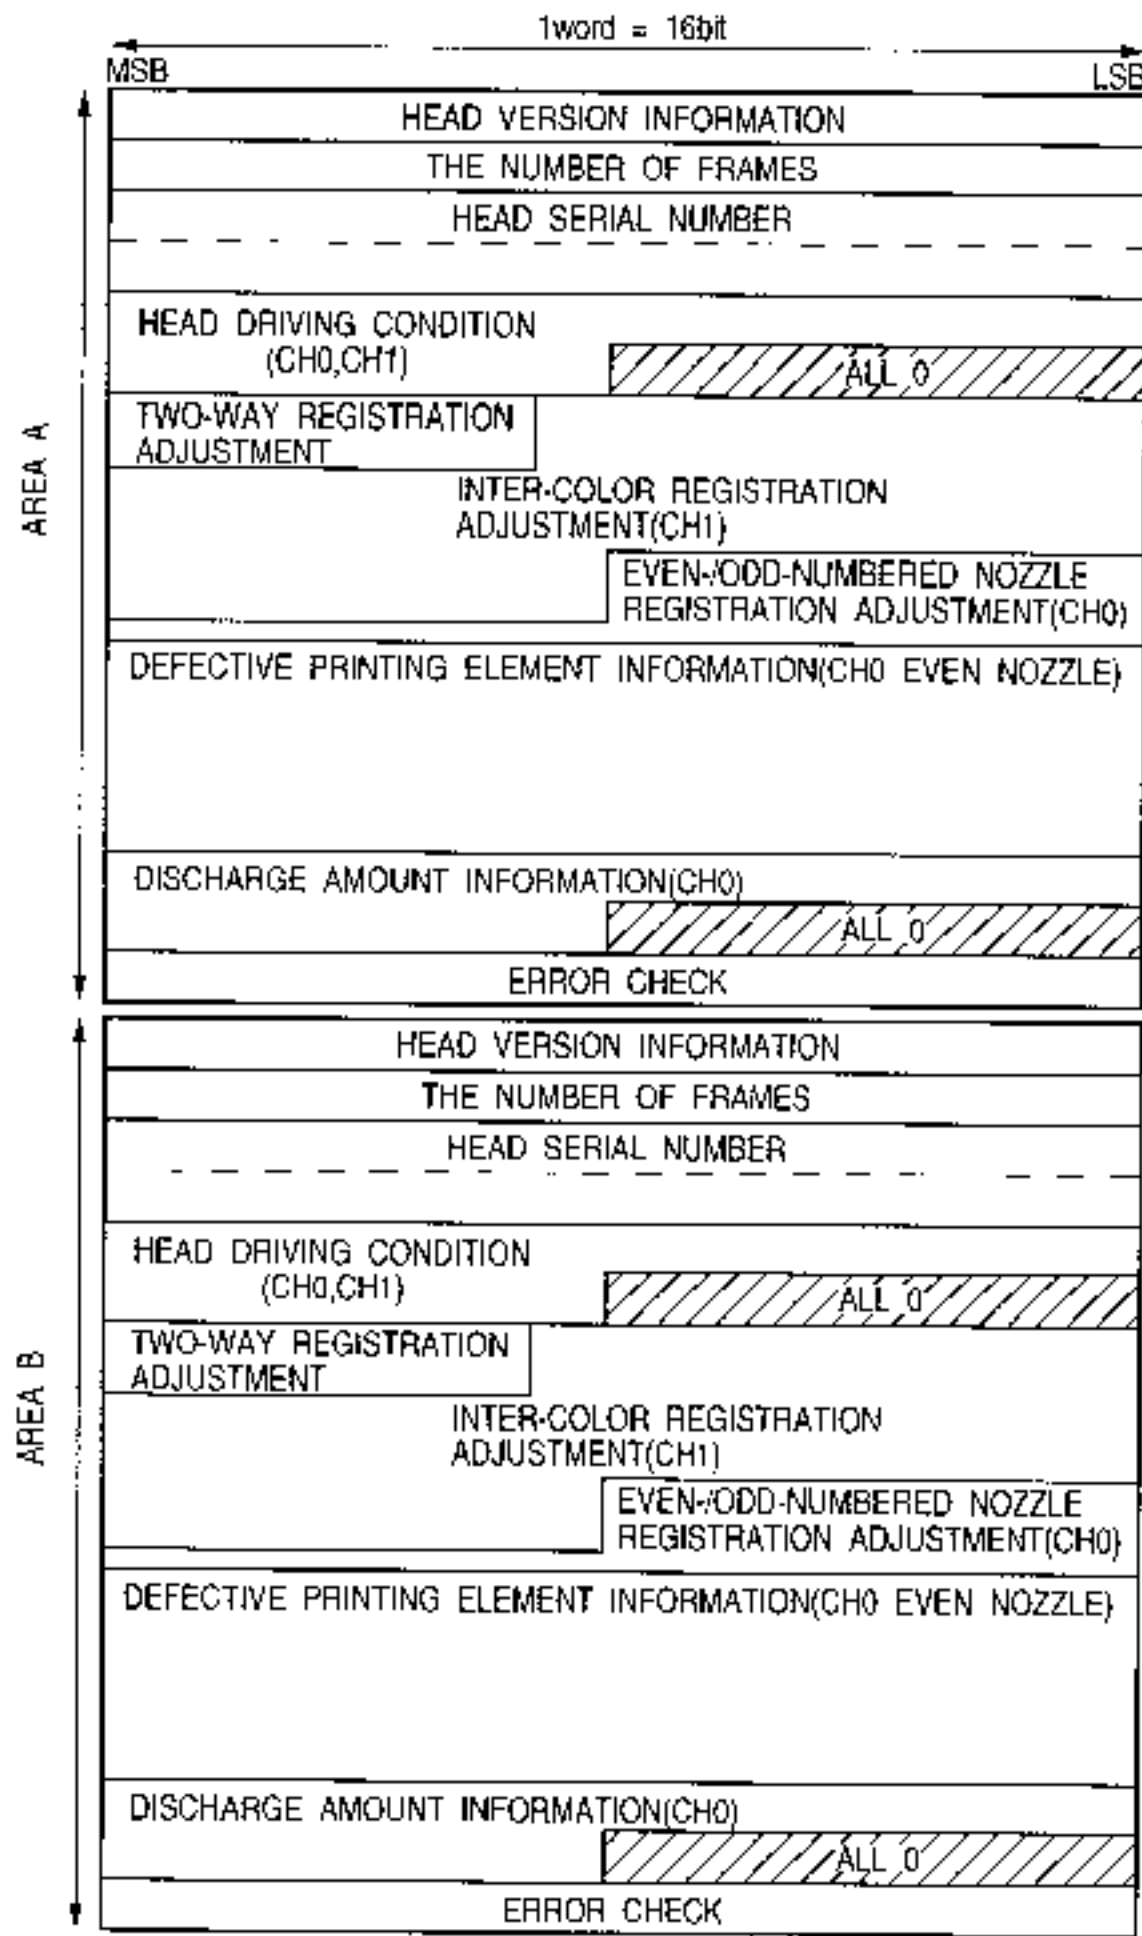 1word = 16bit
MSB
LSB
HEAD VERSION INFORMATION
THE NUMBER OF FRAMES
HEAD SERIAL NUMBER
HEAD DRIVING CONDITION
(CH0,CH1)
ALL 0
TWO-WAY REGISTRATION
ADJUSTMENT
AREA A
INTER-COLOR REGISTRATION
ADJUSTMENT(CH1)
EVEN-/ODD-NUMBERED NOZZLE
REGISTRATION ADJUSTMENT(CH0)
DEFECTIVE PRINTING ELEMENT INFORMATION(CH0 EVEN NOZZLE)
DISCHARGE AMOUNT INFORMATION(CH0)
ALL 0
ERROR CHECK
HEAD VERSION INFORMATION
THE NUMBER OF FRAMES
HEAD SERIAL NUMBER
HEAD DRIVING CONDITION
(CH0,CH1)
ALL 0
TWO-WAY REGISTRATION
ADJUSTMENT
AREA B
INTER-COLOR REGISTRATION
ADJUSTMENT(CH1)
EVEN-/ODD-NUMBERED NOZZLE
REGISTRATION ADJUSTMENT(CH0)
DEFECTIVE PRINTING ELEMENT INFORMATION(CH0 EVEN NOZZLE)
DISCHARGE AMOUNT INFORMATION(CH0)
ALL 0
ERROR CHECK